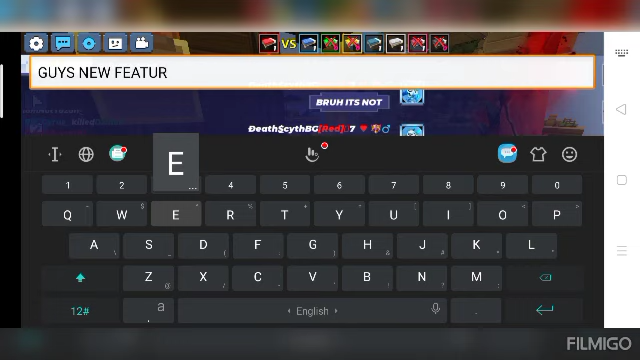 VS
GUYS NEW FEATUR
BRUH ITS NOT
DeathScythBG[Red] 7
E
...
1 2 4 5 6 7 8 9 0
Q W E R T Y U I O P
A S D F G H J K L
Z X C V B N M
12# a , English .
FILMIGO